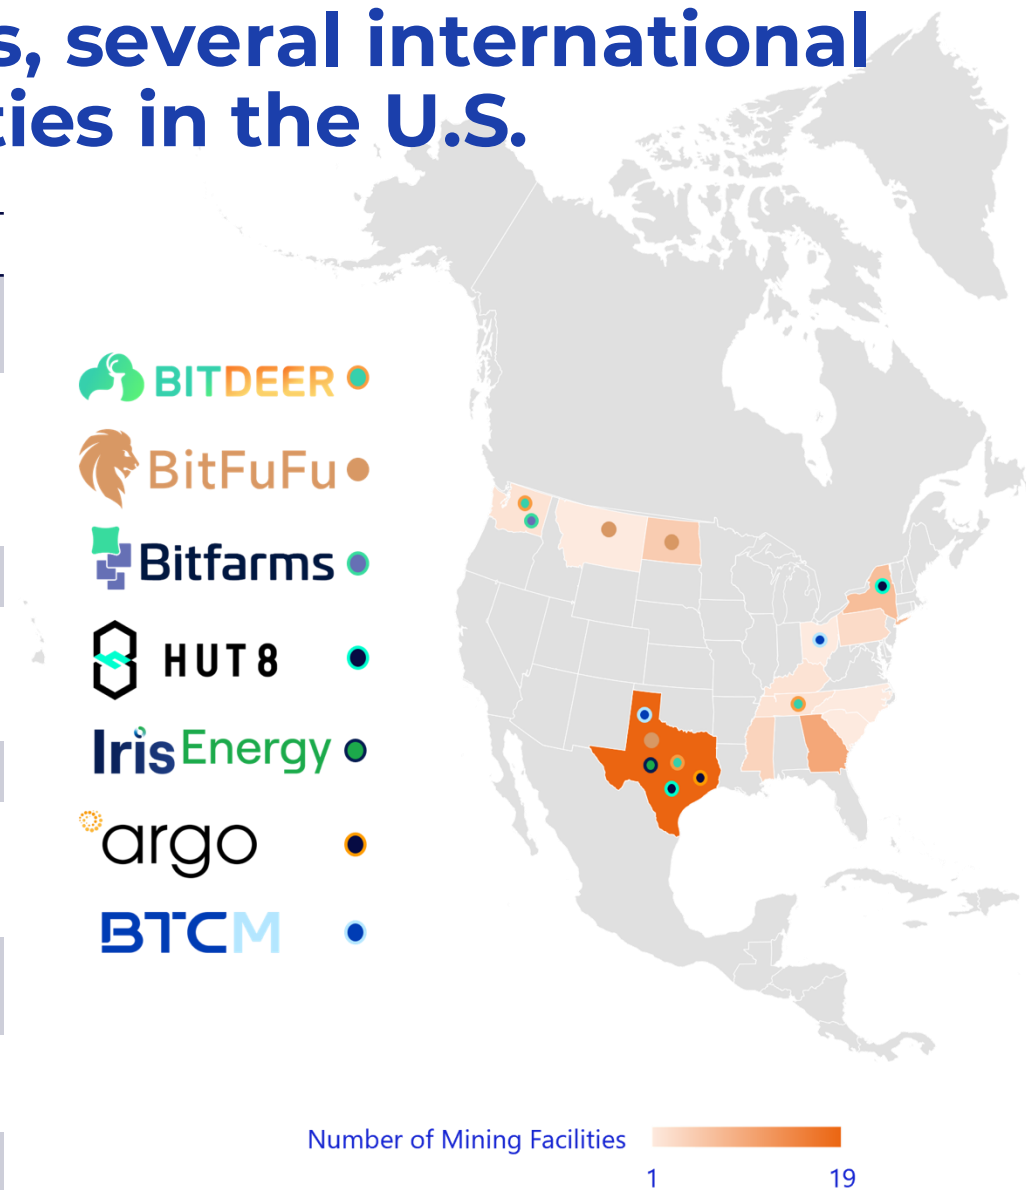 s, several international
ties in the U.S.
BITDEER
BitFuFu
Bitfarms
HUT 8
Iris Energy
argo
BTCM
Number of Mining Facilities
1 19